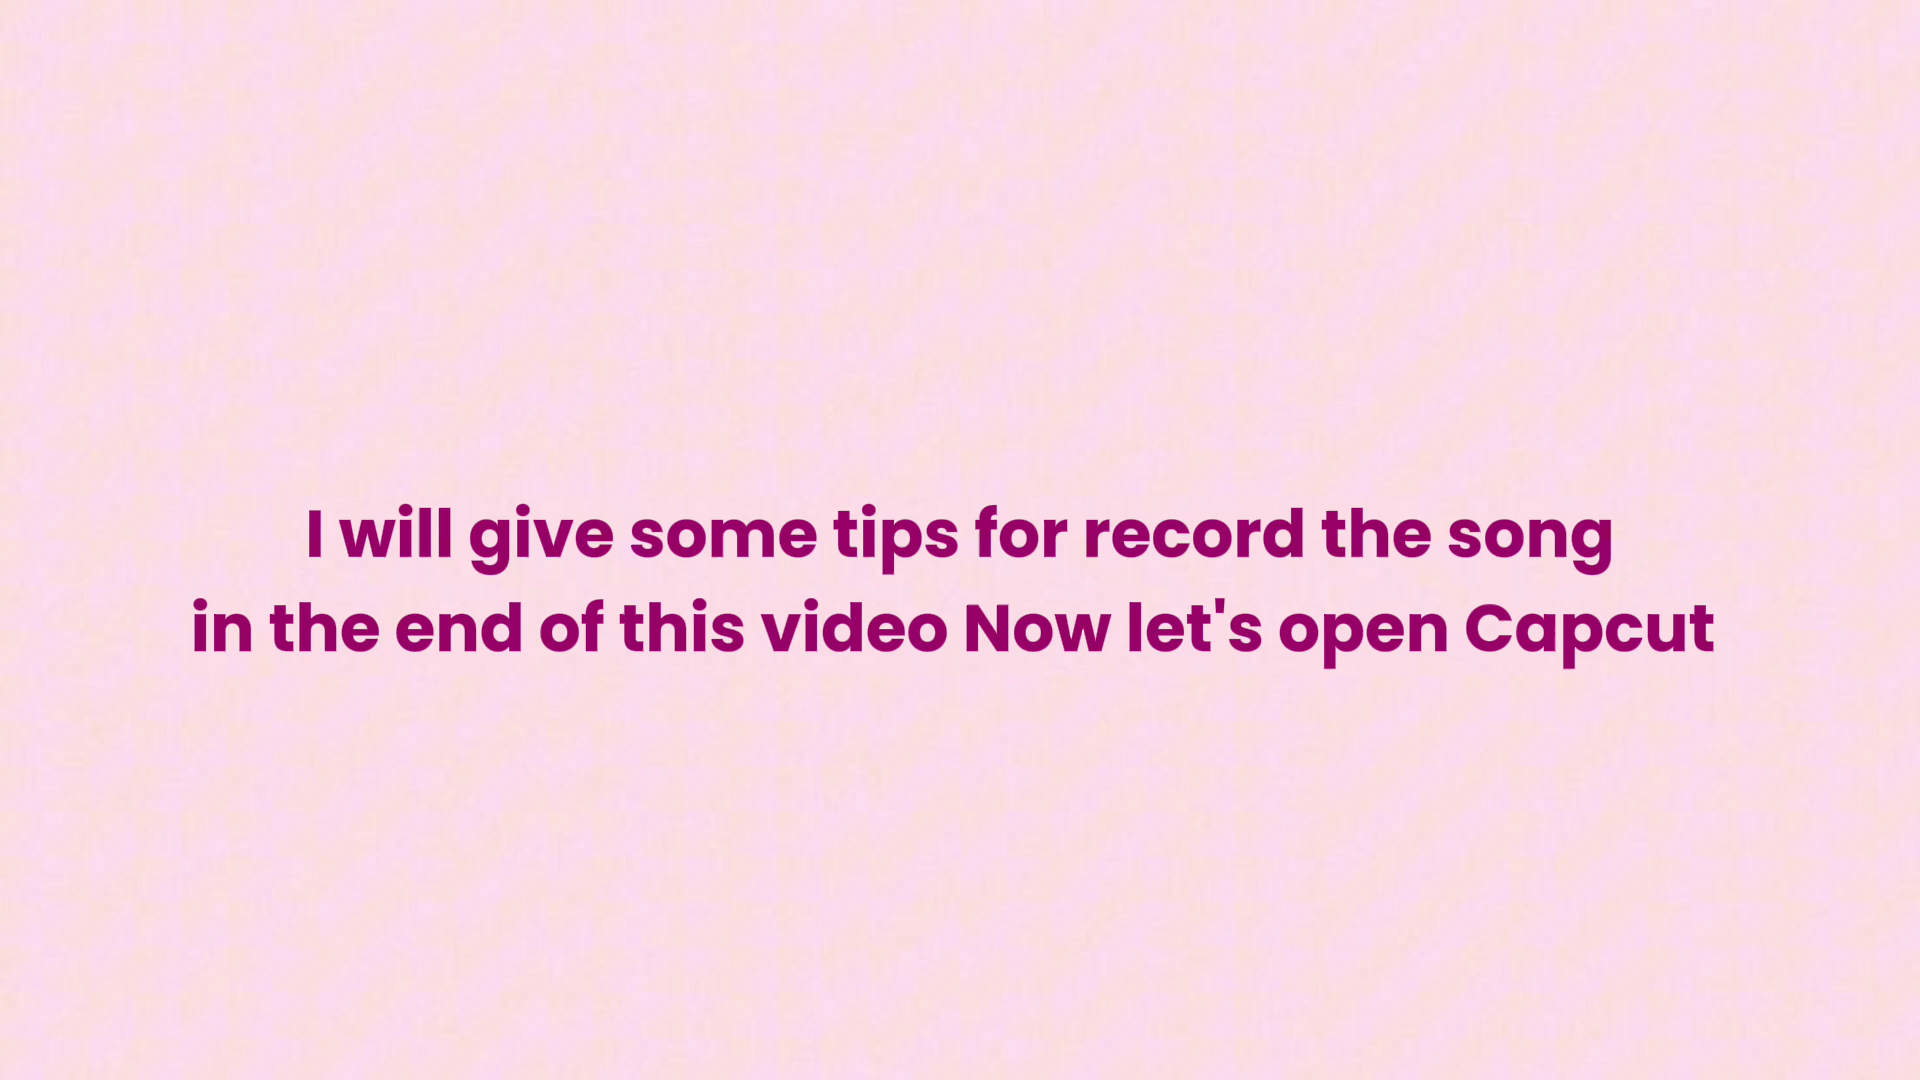 I will give some tips for record the song
in the end of this video Now let's open Capcut